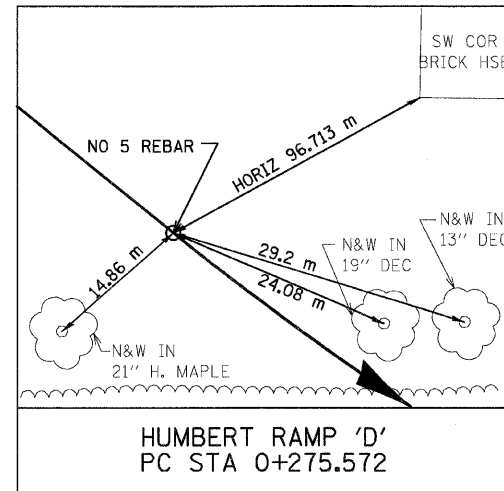 SW COR
BRICK HSE
NO 5 REBAR
HORIZ 96.713 m
N&W IN
13" DEC
N&W IN
19" DEC
29.2 m
24.08 m
14.86 m
N&W IN
21" H. MAPLE
HUMBERT RAMP 'D'
PC STA 0+275.572